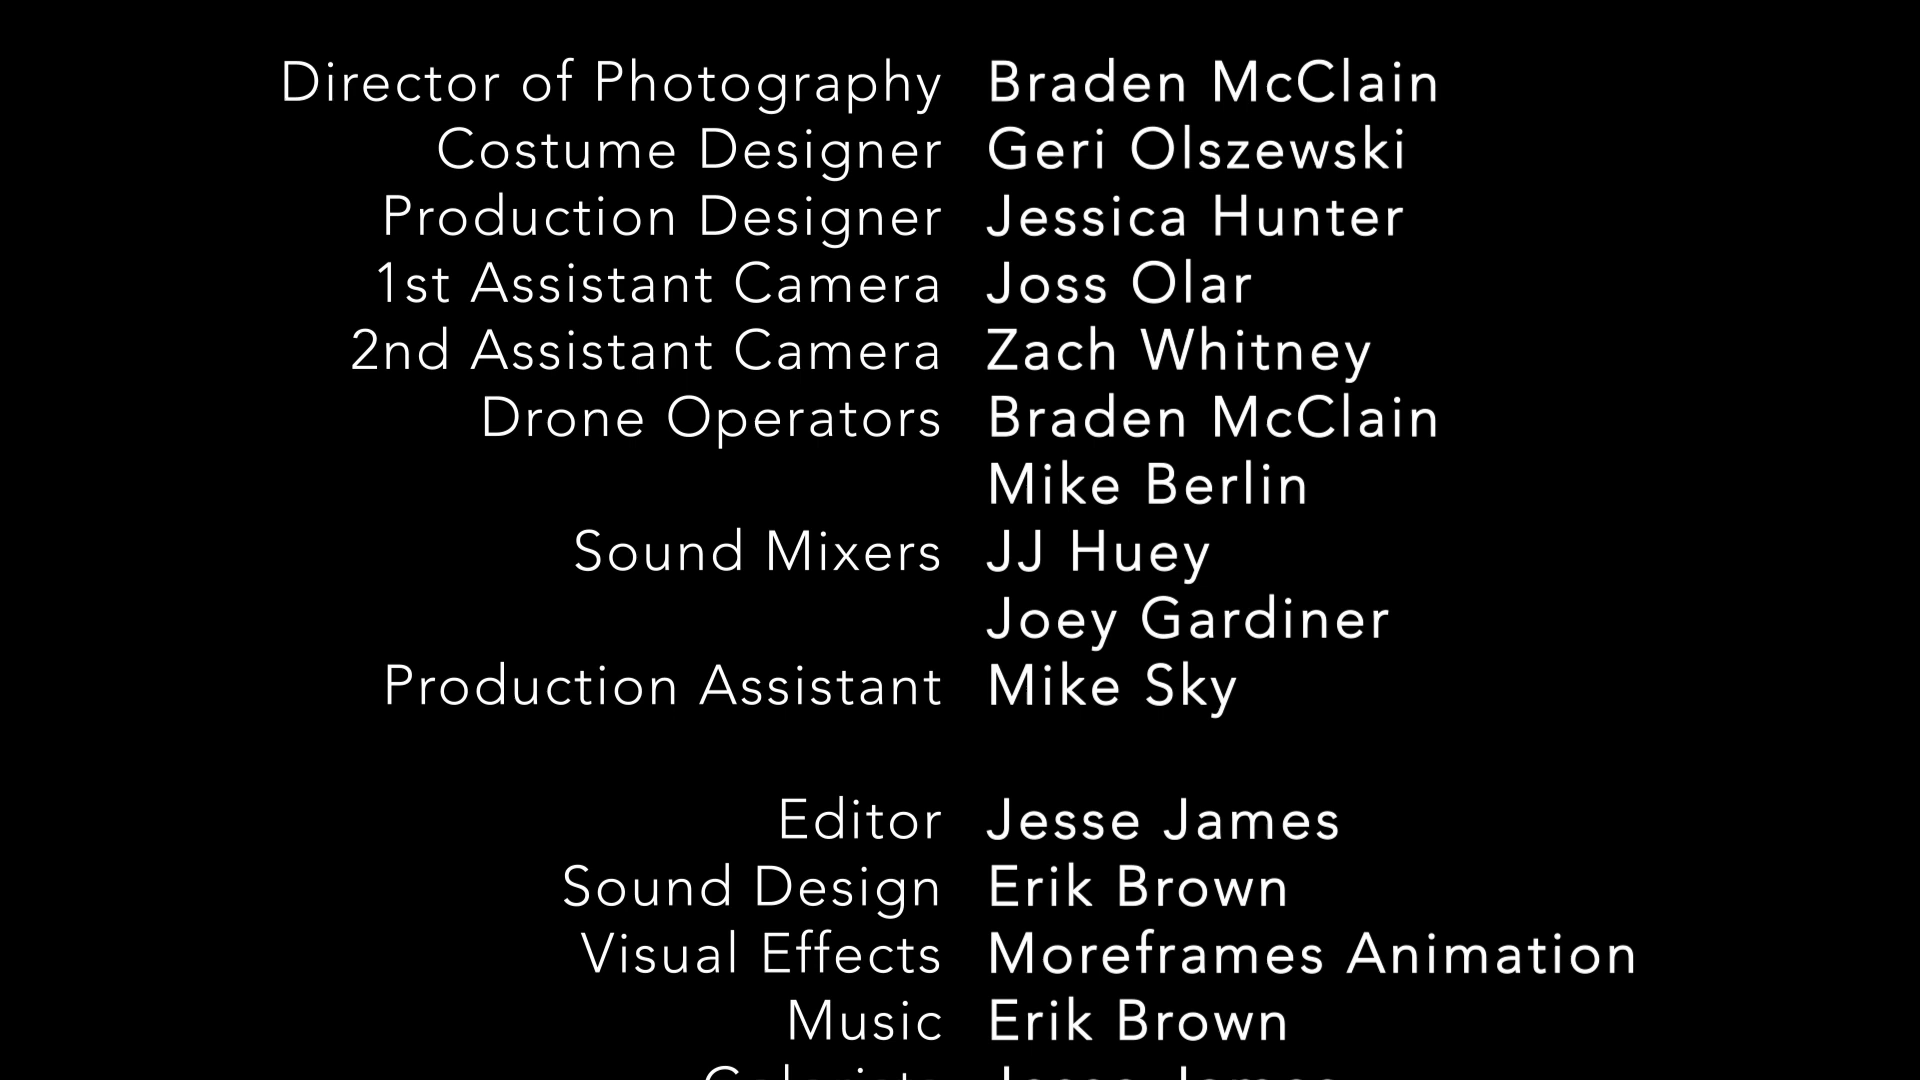 Director of Photography Braden McClain
Costume Designer Geri Olszewski
Production Designer Jessica Hunter
1st Assistant Camera Joss Olar
2nd Assistant Camera Zach Whitney
Drone Operators Braden McClain
Mike Berlin
Sound Mixers JJ Huey
Joey Gardiner
Production Assistant Mike Sky
Editor Jesse James
Sound Design Erik Brown
Visual Effects Moreframes Animation
Music Erik Brown
Jesse James